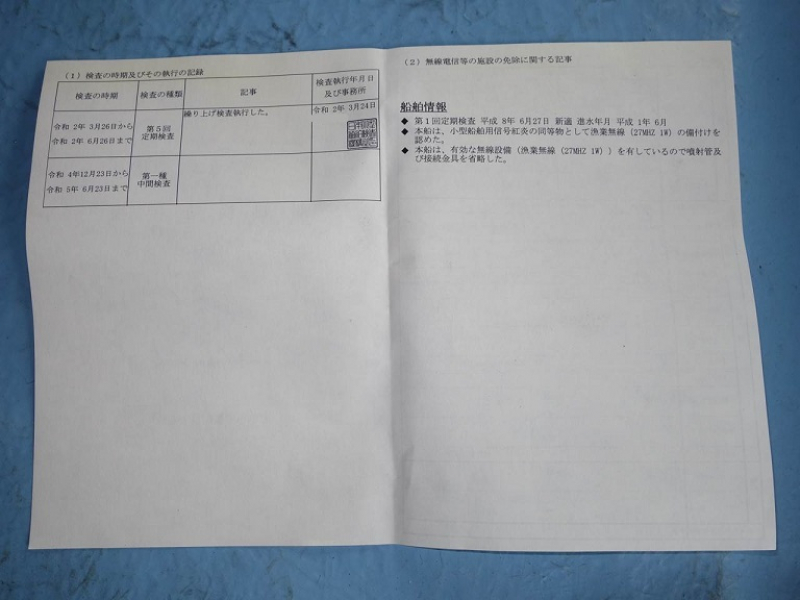 （1）検査の時期及びその執行の記録
検査の時期 検査の種類 記事 検査執行年月日
及び事務所
令和 2年 3月26日から
令和 2年 6月26日まで
第5回
定期検査
繰り上げ検査執行した。
令和 2年 3月24日
令和 4年12月23日から
令和 5年 6月23日まで
第一種
中間検査
（2）無線電信等の施設の免除に関する記事
船舶情報
◆ 第1回定期検査 平成 8年 6月27日 新適 進水年月 平成 1年 6月
◆ 本船は、小型船舶用信号紅炎の同等物として漁業無線（27MHZ 1W）の備付けを
認めた。
◆ 本船は、有効な無線設備（漁業無線（27MHZ 1W））を有しているので噴射管及
び接続金具を省略した。